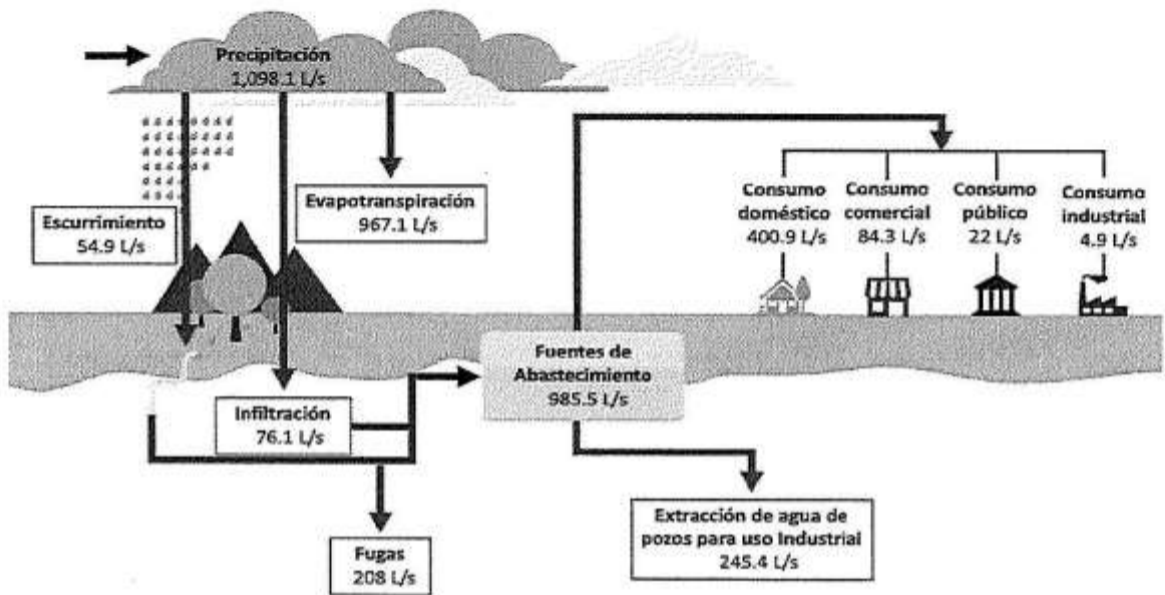 Precipitación
1,098.1 L/s
Escurrimiento
54.9 L/s
Evapotranspiración
967.1 L/s
Infiltración
76.1 L/s
Fugas
208 L/s
Fuentes de
Abastecimiento
985.5 L/s
Consumo
doméstico
400.9 L/s
Consumo
comercial
84.3 L/s
Consumo
público
22 L/s
Consumo
industrial
4.9 L/s
Extracción de agua de
pozos para uso Industrial
245.4 L/s